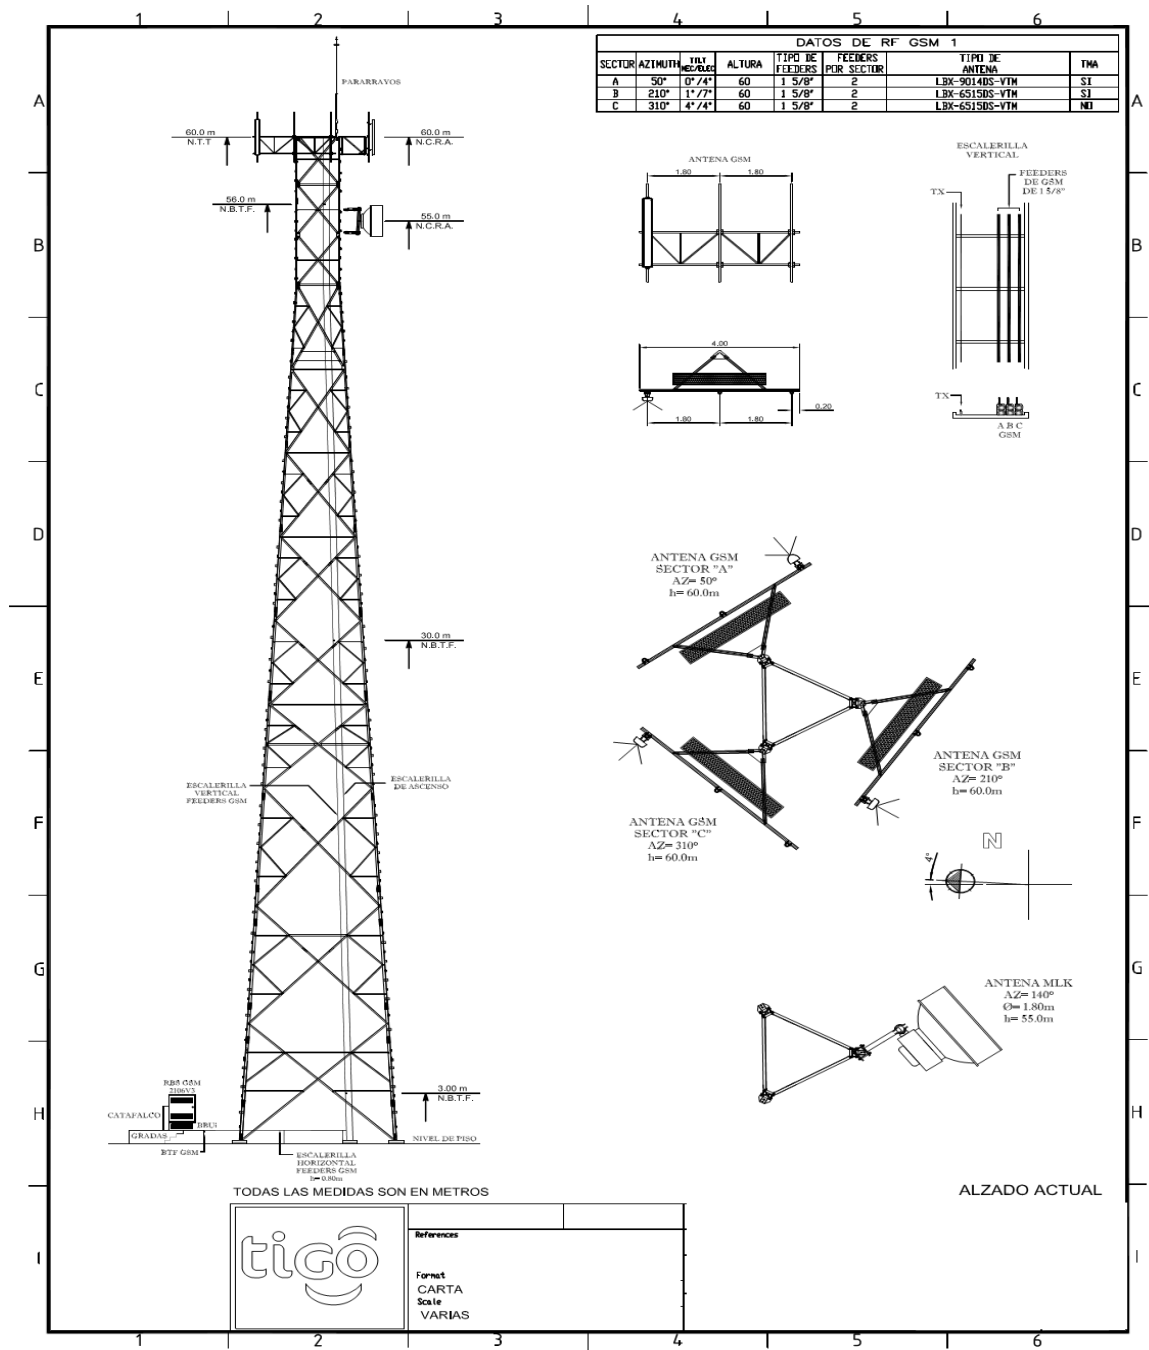 1 2 3 4 5 6
A
B
C
D
E
F
G
H
I
PARARRAYOS
60.0 m
N.T.T
60.0 m
N.C.R.A.
56.0 m
N.B.T.F.
55.0 m
N.C.R.A.
30.0 m
N.B.T.F.
ESCALERILLA
VERTICAL
FEEDERS GSM
ESCALERILLA
DE ASCENSO
3.00 m
N.B.T.F.
RBS GSM
2106V3
CATAFALCO
GRADAS
BTF GSM
NIVEL DE PISO
ESCALERILLA
HORIZONTAL
FEEDERS GSM
h= 0.80m
TODAS LAS MEDIDAS SON EN METROS
DATOS DE RF GSM 1
SECTOR AZIMUTH TILT MEC/ELEC ALTURA TIPO DE FEEDERS FEEDERS POR SECTOR TIPO DE ANTENA TMA
A 50° 0°/4° 60 1 5/8" 2 LBX-9014DS-VTM SI
B 210° 1°/7° 60 1 5/8" 2 LBX-6515DS-VTM SI
C 310° 4°/4° 60 1 5/8" 2 LBX-6515DS-VTM NO
ANTENA GSM
1.80 1.80
4.00
1.80 1.80
0.20
ESCALERILLA
VERTICAL
FEEDERS
DE GSM
DE 1 5/8"
TX
TX
A B C
GSM
ANTENA GSM
SECTOR "A"
AZ= 50°
h= 60.0m
ANTENA GSM
SECTOR "B"
AZ= 210°
h= 60.0m
ANTENA GSM
SECTOR "C"
AZ= 310°
h= 60.0m
N
4°
ANTENA MLK
AZ= 140°
Ø= 1.80m
h= 55.0m
ALZADO ACTUAL
tigo
References
Format
CARTA
Scale
VARIAS
A
B
C
D
E
F
G
H
I
1 2 3 4 5 6